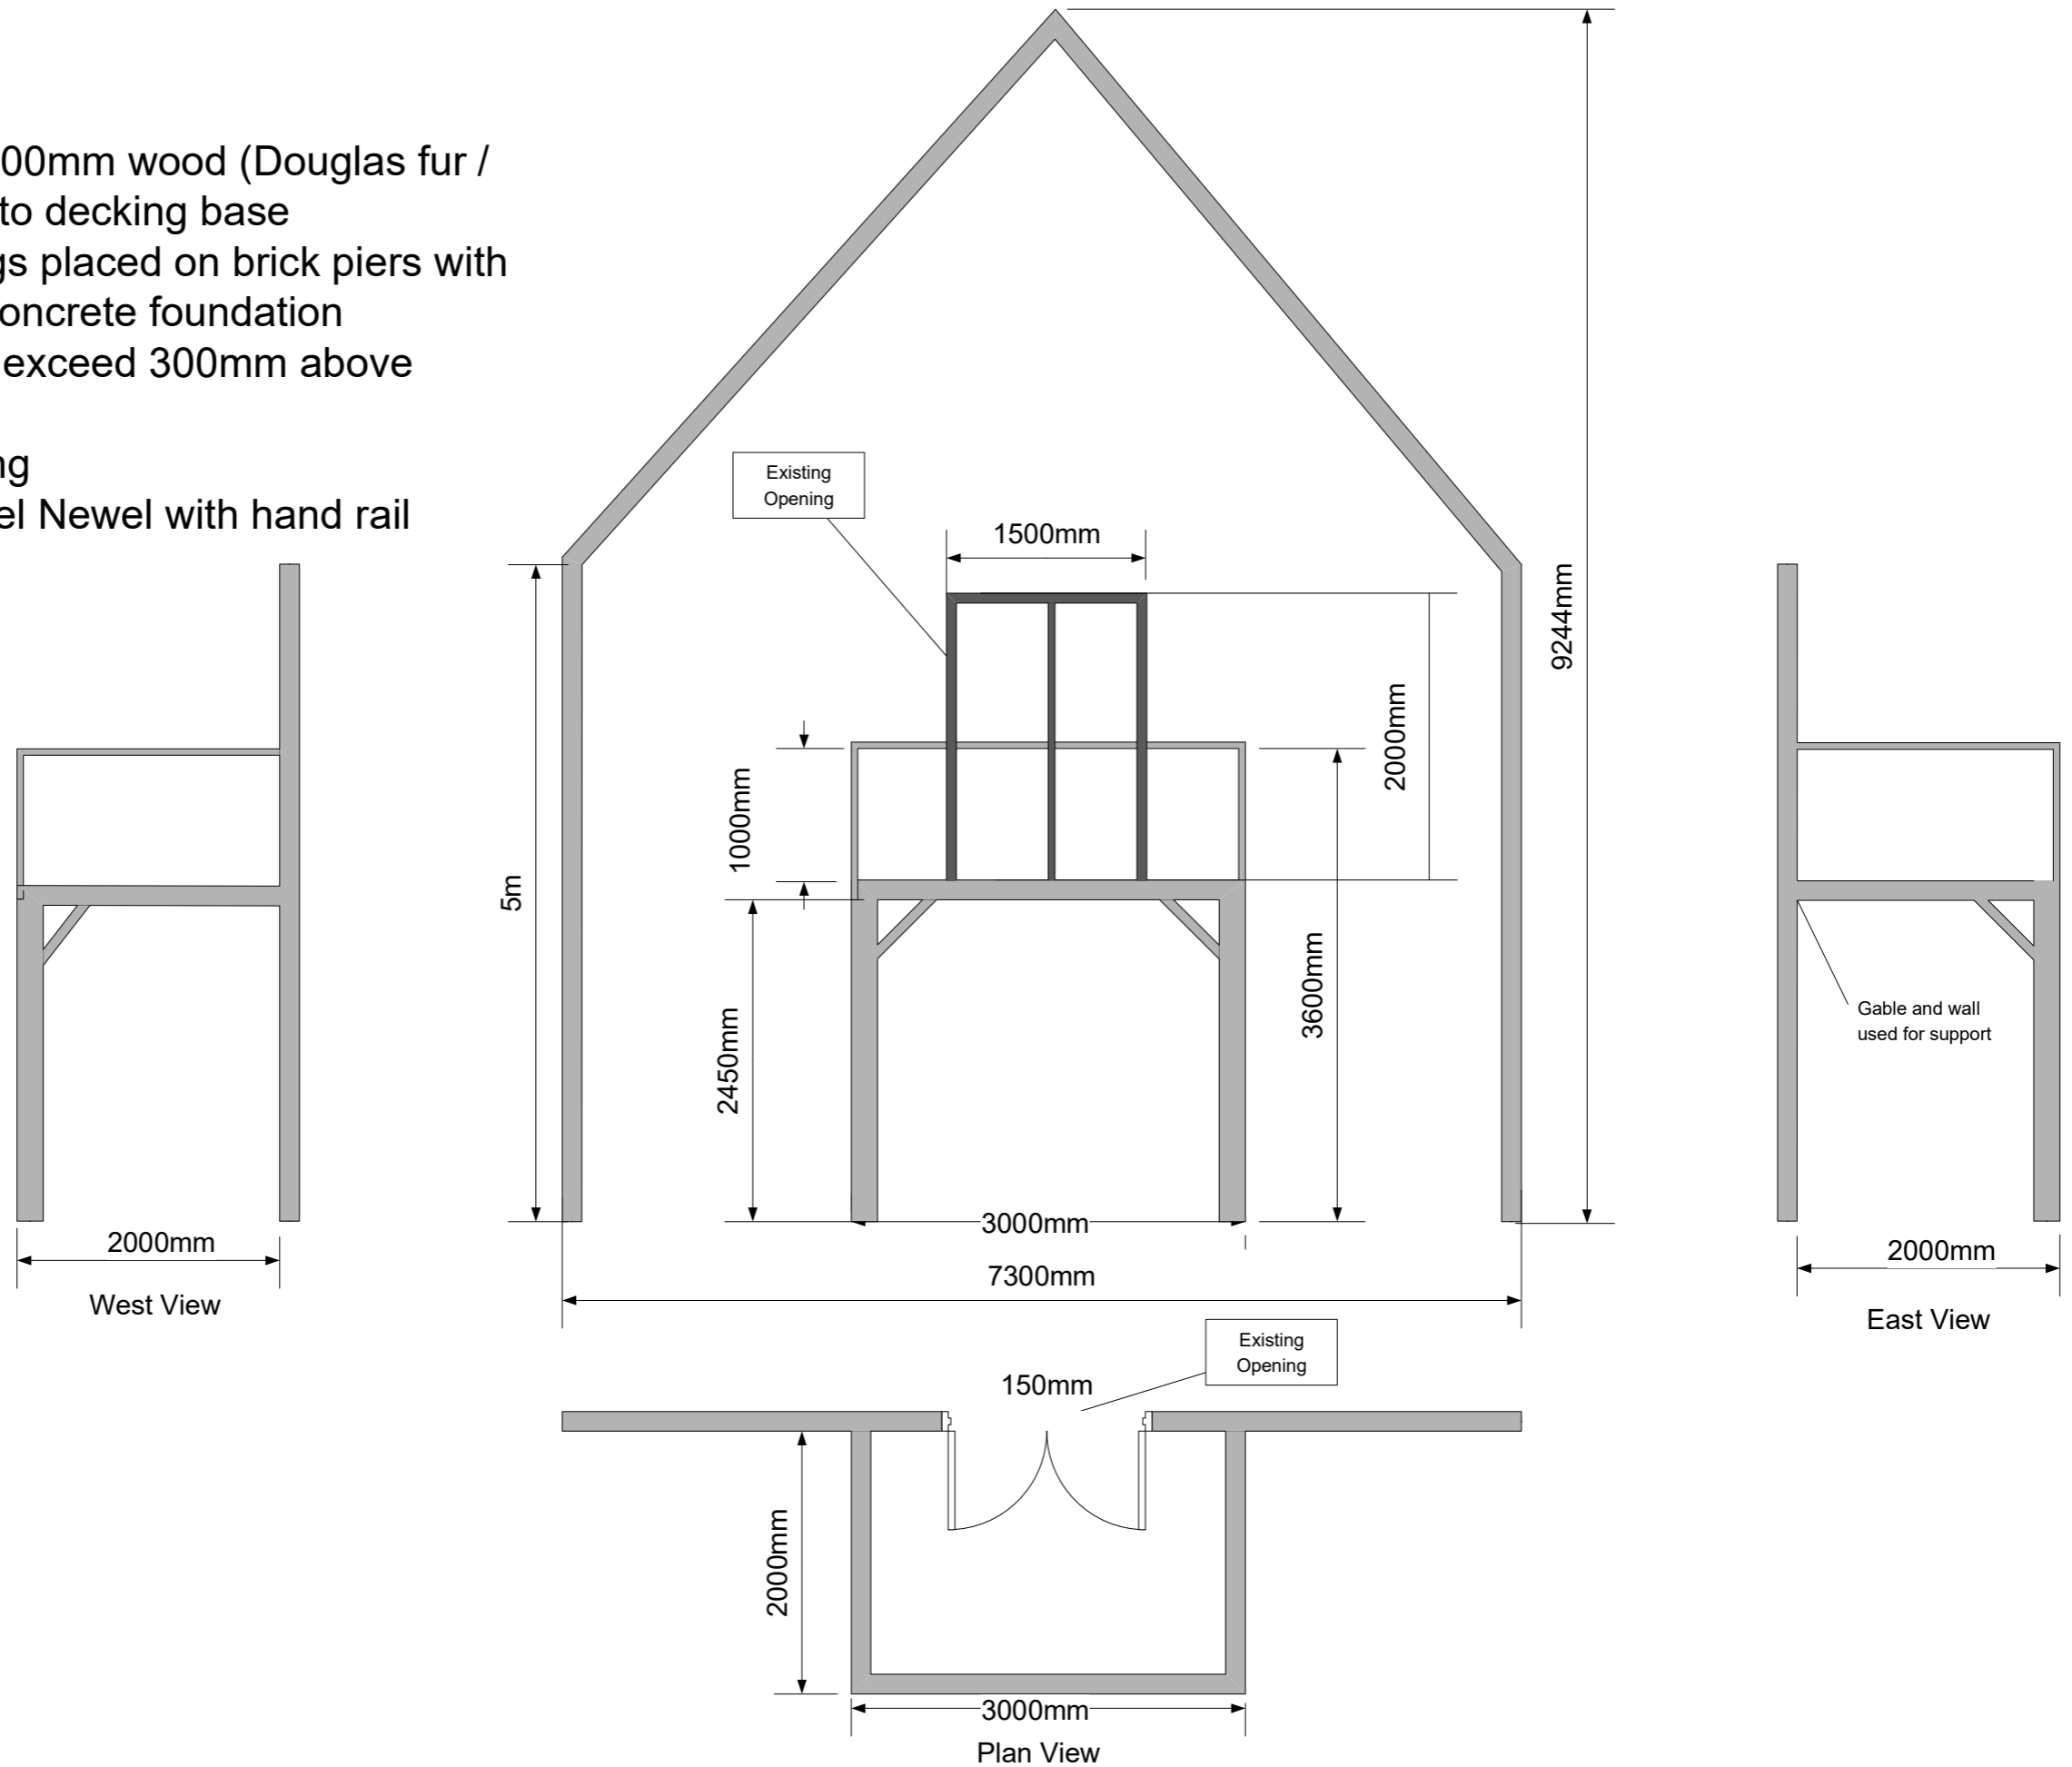 00mm wood (Douglas fur /
to decking base
gs placed on brick piers with
oncrete foundation
exceed 300mm above
ng
el Newel with hand rail
Existing
Opening
1500mm
9244mm
2000mm
1000mm
5m
3600mm
2450mm
Gable and wall
used for support
3000mm
2000mm
7300mm
2000mm
West View
East View
Existing
Opening
150mm
2000mm
3000mm
Plan View